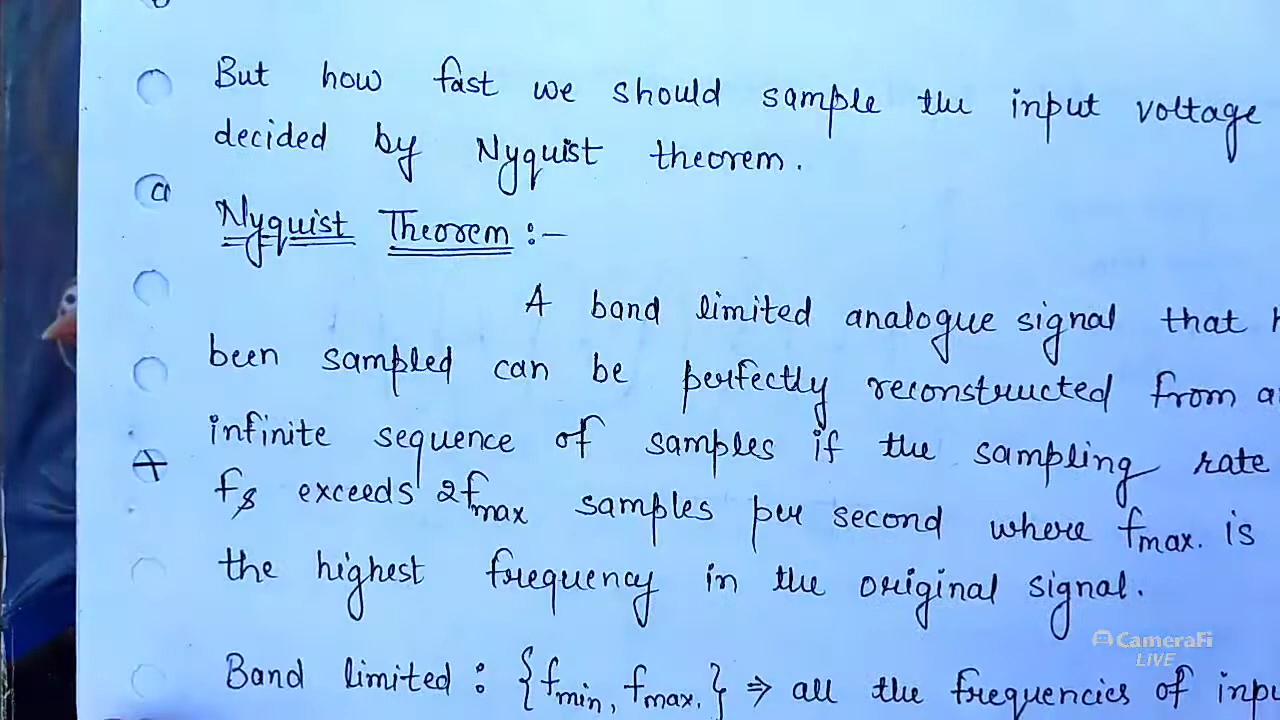 But how fast we should sample the input voltage
decided by Nyquist theorem.
Nyquist Theorem :-
A band limited analogue signal that
been sampled can be perfectly reconstructed from
infinite sequence of samples if the sampling rate
fs exceeds 2fmax samples per second where fmax. is
the highest frequency in the original signal.
CameraFi
LiVE
Band limited : {fmin, fmax.} ⇒ all the frequencies of